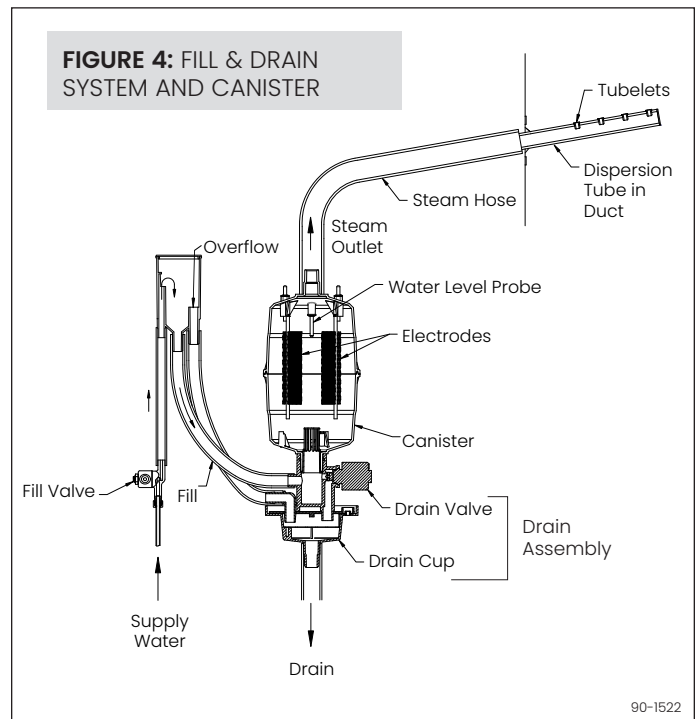 FIGURE 4: FILL & DRAIN
SYSTEM AND CANISTER
Tubelets
Dispersion
Tube in
Duct
Steam Hose
Steam
Outlet
Overflow
Water Level Probe
Electrodes
Canister
Fill Valve
Fill
Drain Valve
Drain
Assembly
Drain Cup
Supply
Water
Drain
90-1522